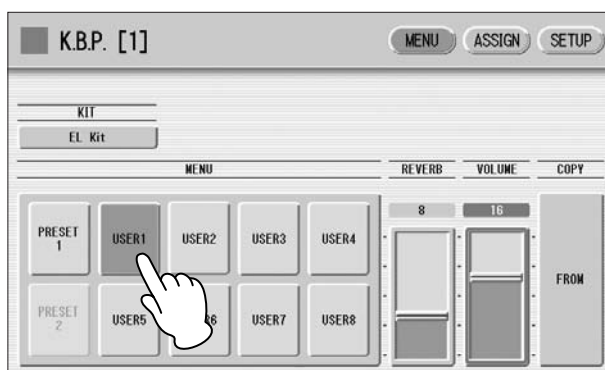 K.B.P. [1] MENU ASSIGN SETUP
KIT
EL Kit
MENU REVERB VOLUME COPY
8 16
PRESET 1 USER1 USER2 USER3 USER4
FROM
PRESET 2 USER5 USER7 USER8